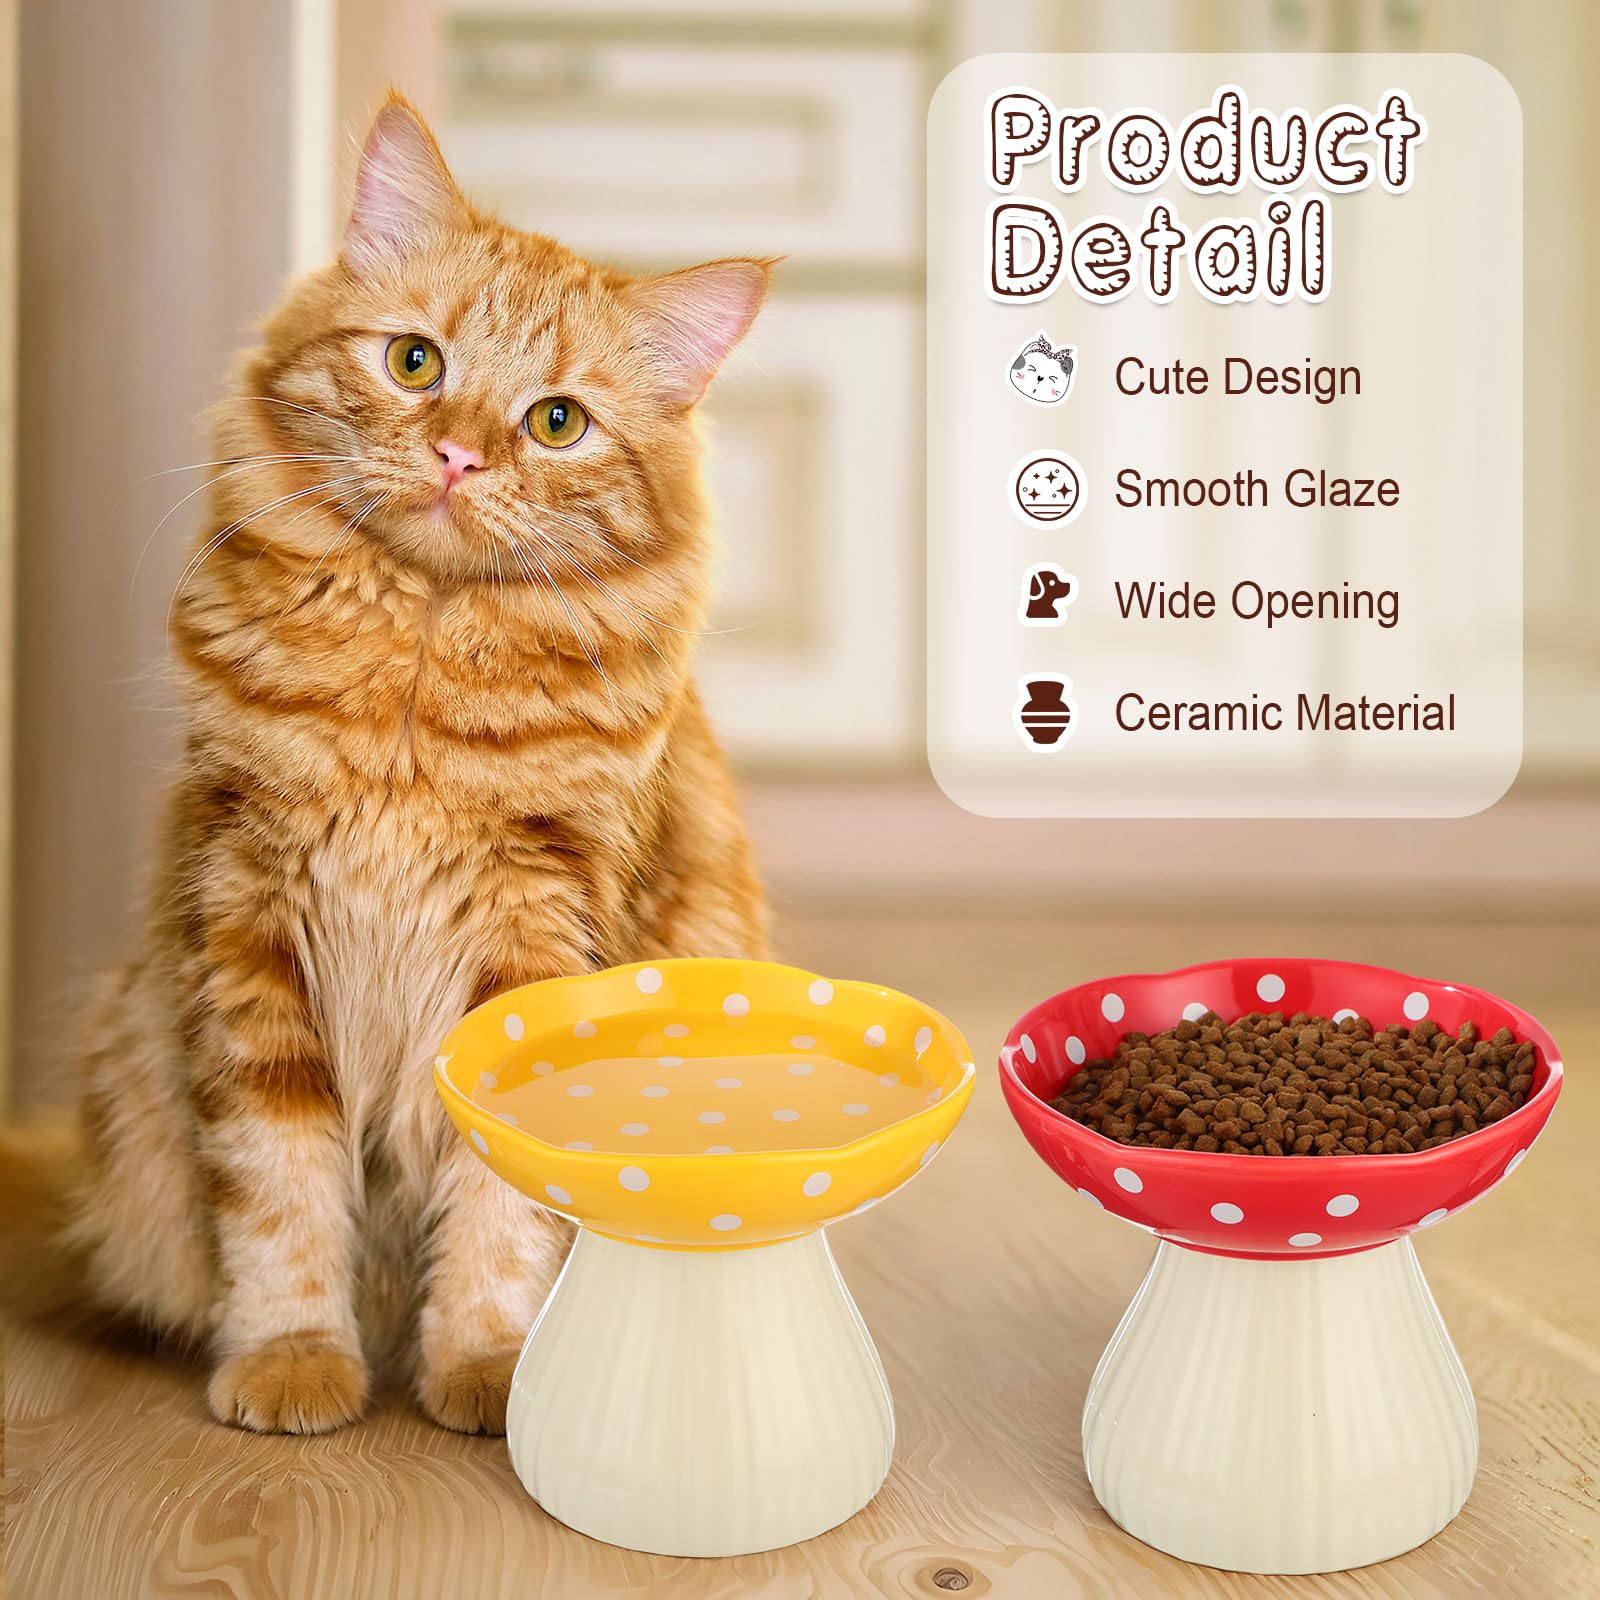 Product
Detail
Cute Design
Smooth Glaze
Wide Opening
Ceramic Material